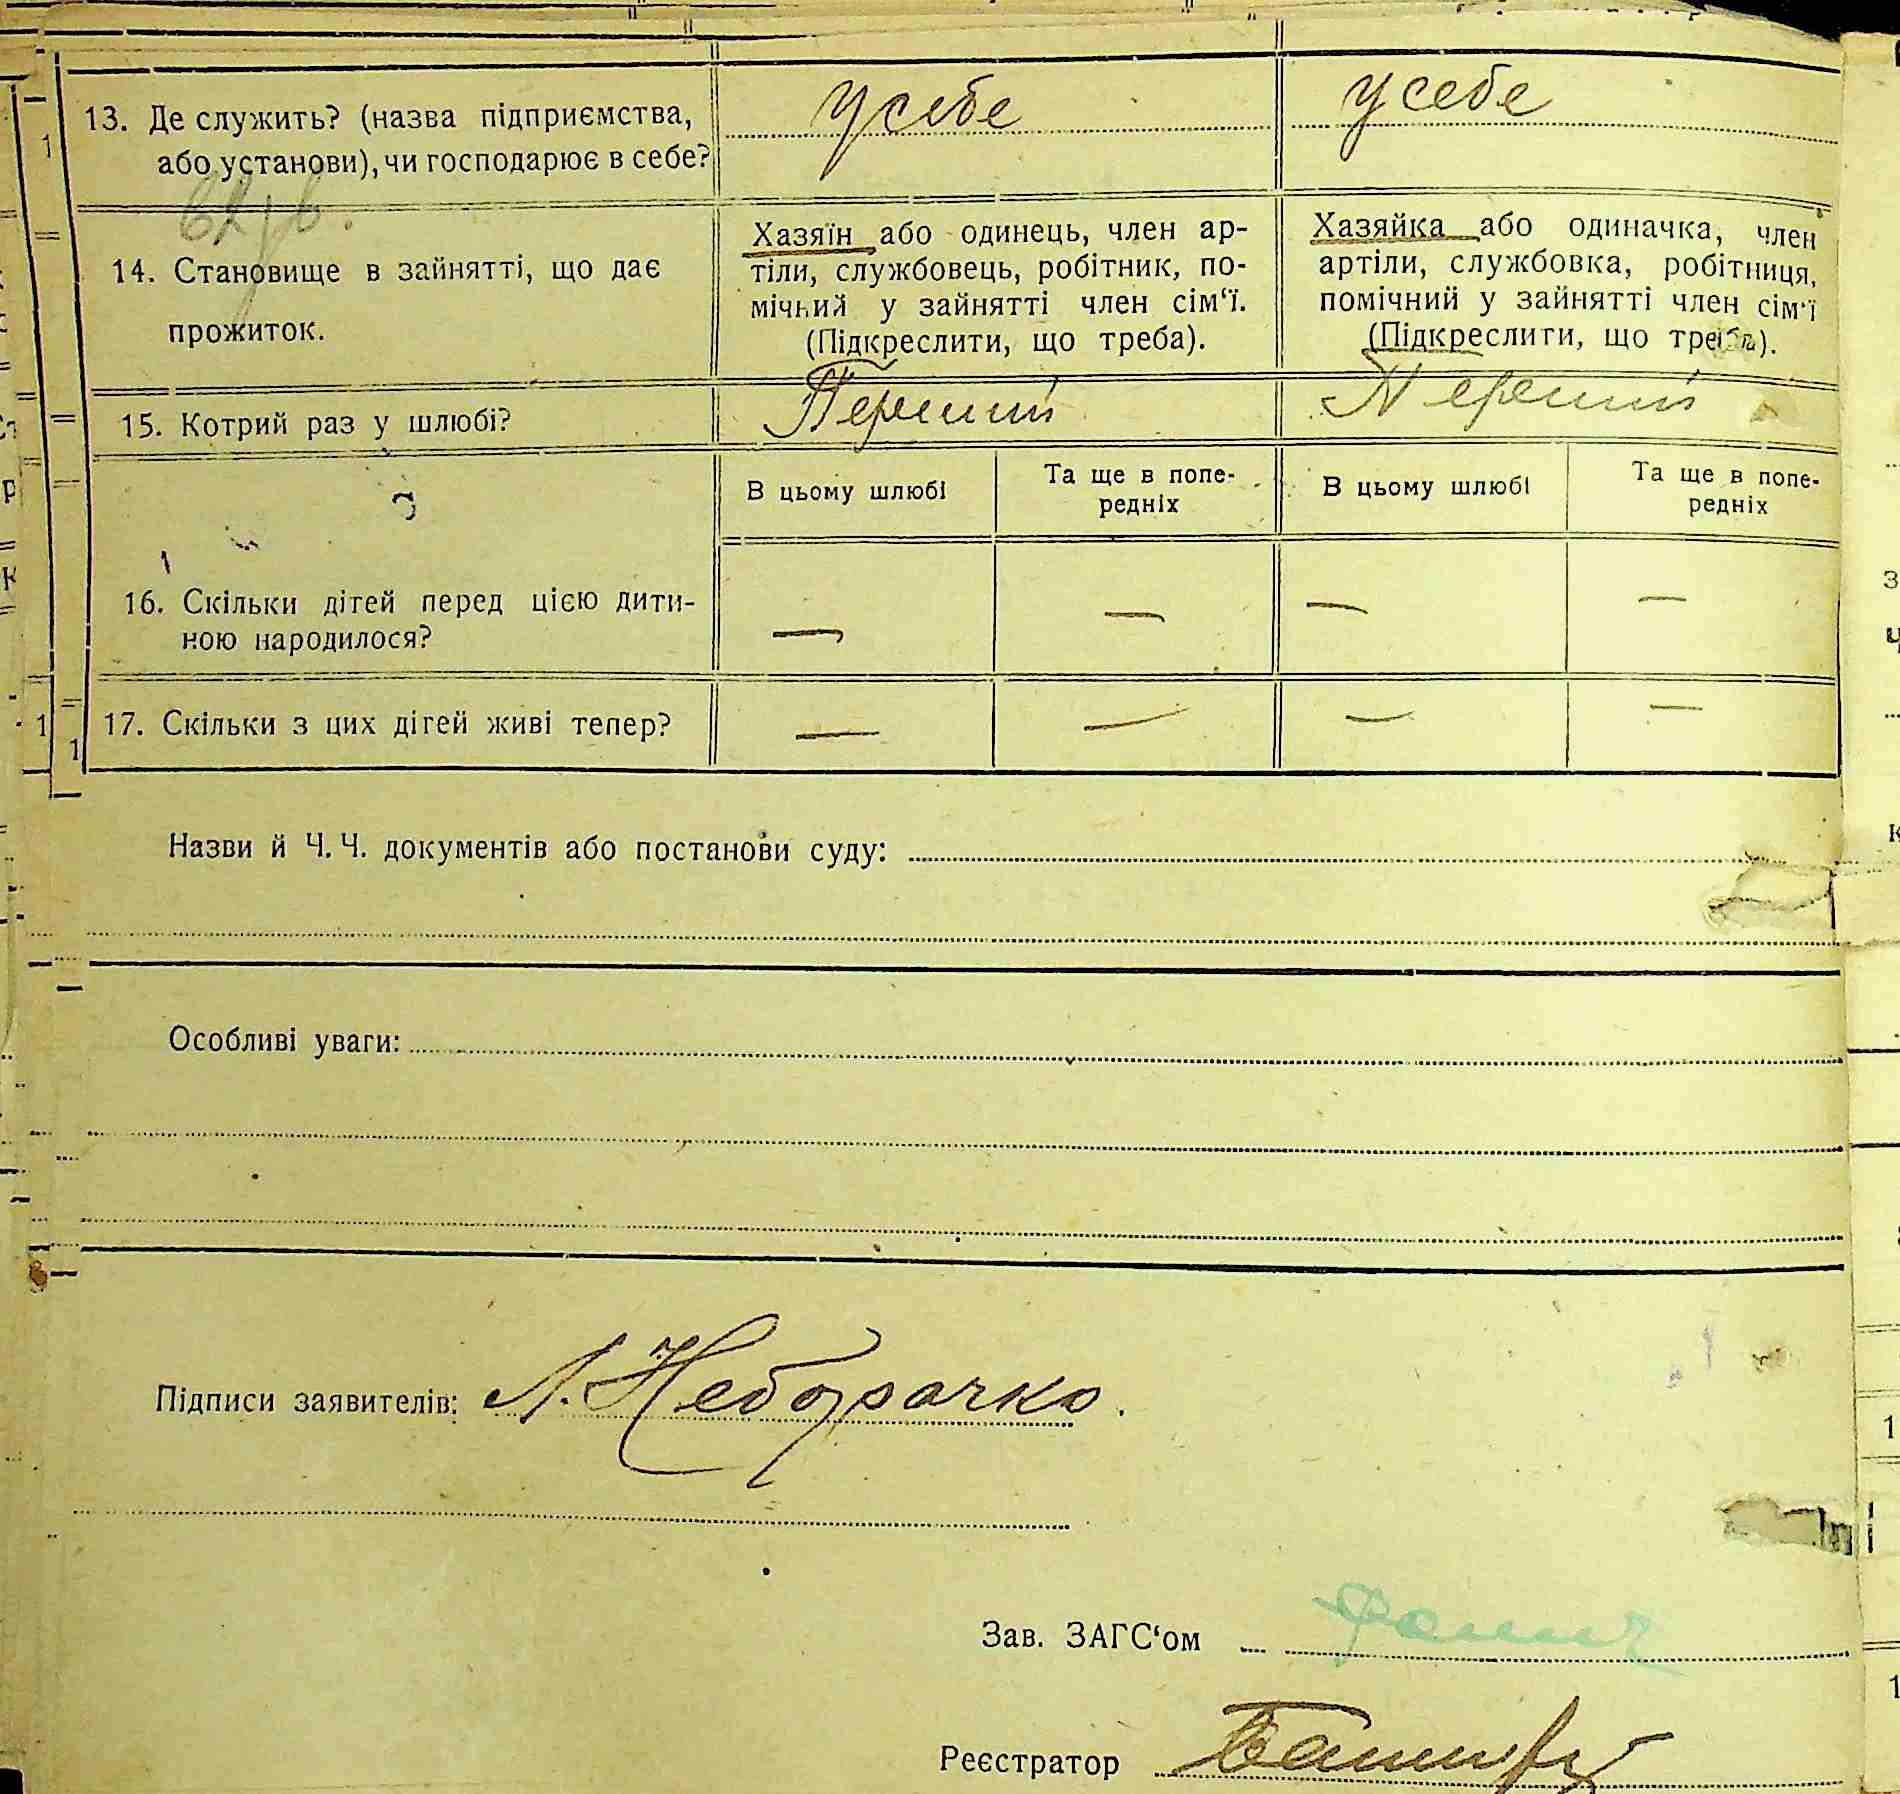 13. Де служить? (назва підприємства,
або установи), чи господарює в себе?
У себе
У себе
14. Становище в зайнятті, що дає
прожиток.
Хазяїн або одинець, член ар-
тіли, службовець, робітник, по-
мічний у зайнятті член сім'ї.
(Підкреслити, що треба).
Хазяйка або одиначка, член
артіли, службовка, робітниця,
помічний у зайнятті член сім'ї
(Підкреслити, що треба).
15. Котрий раз у шлюбі?
Перший
Перший
В цьому шлюбі
Та ще в попе-
редніх
В цьому шлюбі
Та ще в попе-
редніх
16. Скільки дітей перед цією дити-
ною народилося?
— — — —
17. Скільки з цих дітей живі тепер?
— — — —
Назви й Ч. Ч. документів або постанови суду:
Особливі уваги:
Підписи заявителів: Л. Неборачко.
Зав. ЗАГС'ом
Реєстратор